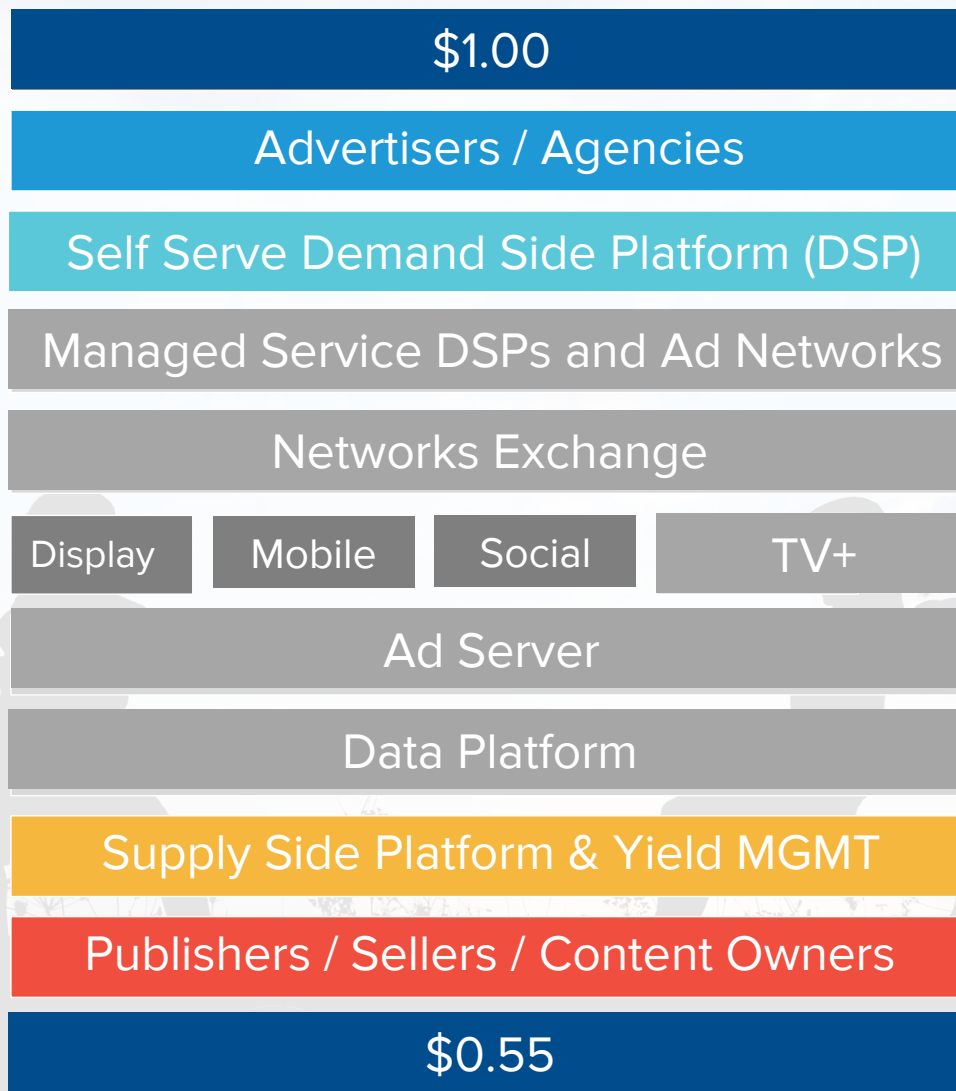 $1.00
Advertisers / Agencies
Self Serve Demand Side Platform (DSP)
Managed Service DSPs and Ad Networks
Networks Exchange
Display
Mobile
Social
TV+
Ad Server
Data Platform
Supply Side Platform & Yield MGMT
Publishers / Sellers / Content Owners
$0.55